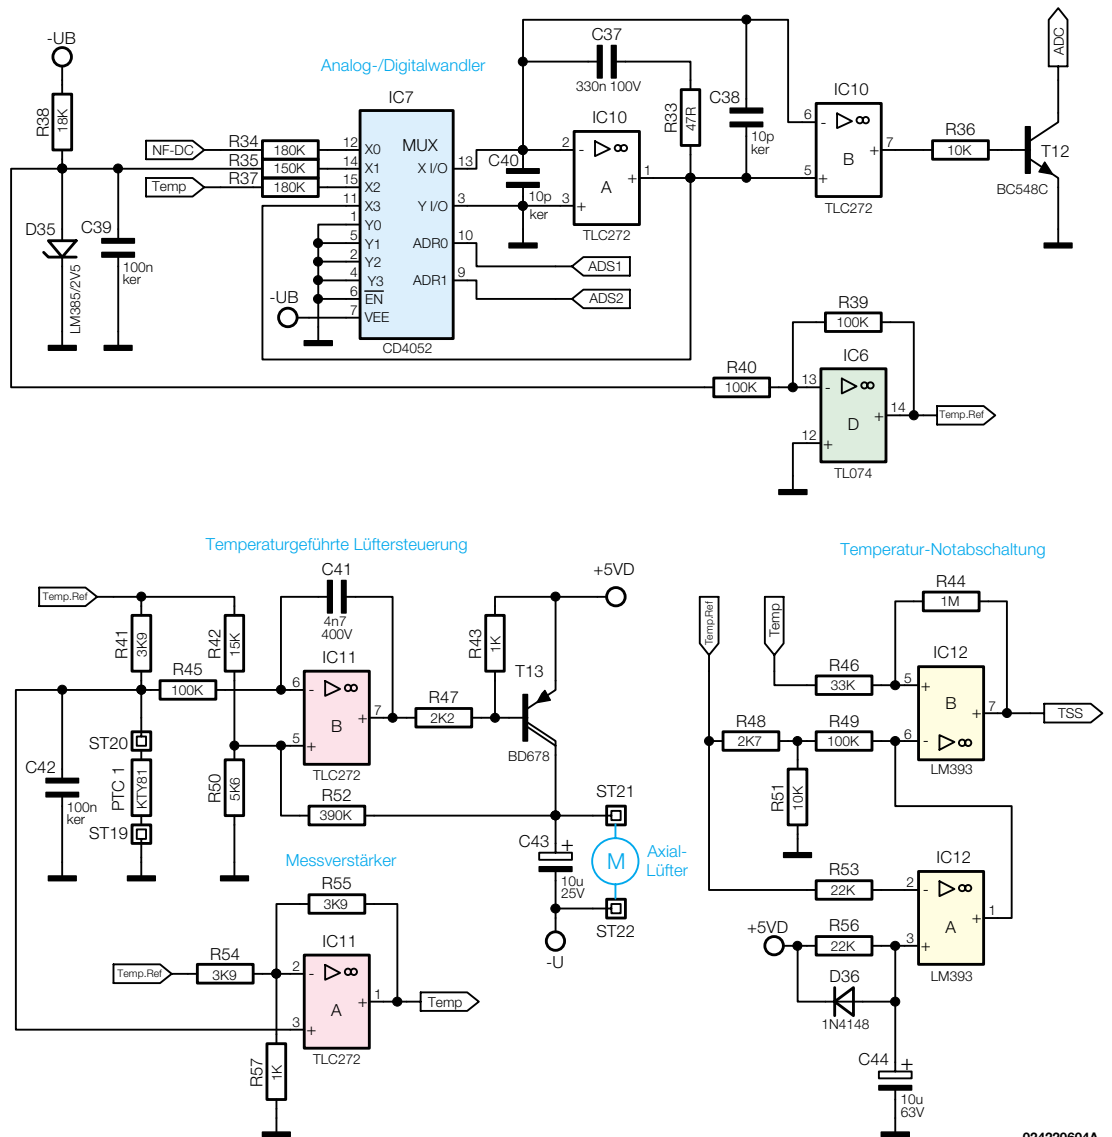 -UB
R38
18K
Analog-/Digitalwandler
IC7
MUX
NF-DC
R34
180K
R35
150K
Temp
R37
180K
12
14
15
11
1
5
2
4
6
7
X0
X1
X2
X3
Y0
Y1
Y2
Y3
EN
VEE
X I/O
Y I/O
ADR0
ADR1
13
3
10
9
CD4052
-UB
D35
LM385/2V5
C39
100n
ker
C37
330n 100V
R33
47R
C38
10p
ker
C40
10p
ker
IC10
2
3
1
-
+
+
∞
A
TLC272
IC10
6
5
7
-
+
∞
B
TLC272
R36
10K
T12
BC548C
ADC
ADS1
ADS2
R39
100K
R40
100K
IC6
13
12
14
-
+
+
∞
D
TL074
Temp.Ref
Temperaturgeführte Lüftersteuerung
Temp.Ref
R41
3K9
R42
15K
C41
4n7
400V
R45
100K
IC11
6
5
7
-
+
+
∞
B
TLC272
R43
1K
+5VD
T13
BD678
R47
2K2
ST20
PTC 1
KTY81
ST19
C42
100n
ker
R50
5K6
R52
390K
C43
+
10u
25V
ST21
M
Axial-
Lüfter
ST22
-U
Messverstärker
R55
3K9
Temp.Ref
R54
3K9
IC11
2
3
1
-
+
+
∞
A
TLC272
Temp
R57
1K
Temperatur-Notabschaltung
Temp.Ref
Temp
R44
1M
R46
33K
IC12
5
6
7
+
-
+
∞
B
LM393
TSS
R48
2K7
R49
100K
R51
10K
R53
22K
IC12
2
3
1
-
+
+
∞
A
LM393
+5VD
R56
22K
D36
1N4148
C44
+
10u
63V